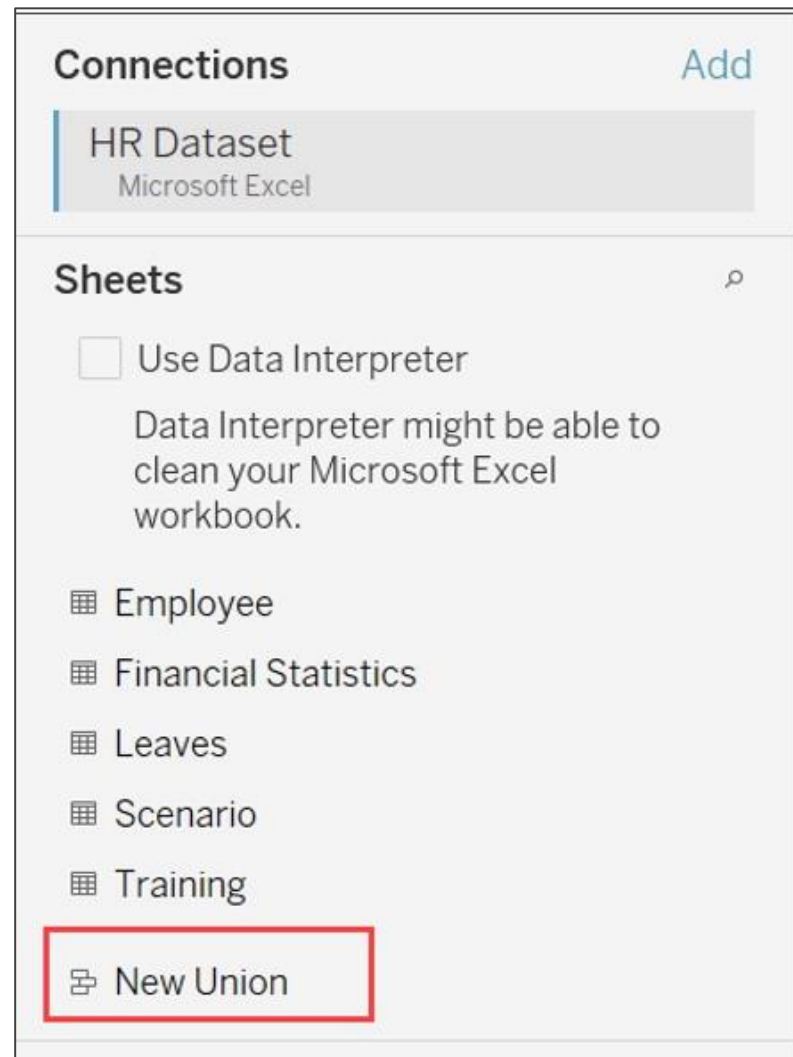 Connections Add
HR Dataset
Microsoft Excel
Sheets
Use Data Interpreter
Data Interpreter might be able to
clean your Microsoft Excel
workbook.
Employee
Financial Statistics
Leaves
Scenario
Training
New Union